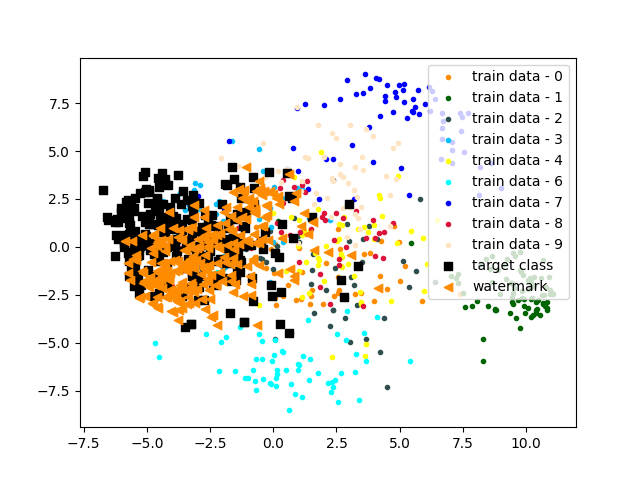 7.5
5.0
2.5
0.0
−2.5
−5.0
−7.5
−7.5
−5.0
−2.5
0.0
2.5
5.0
7.5
10.0
train data - 0
train data - 1
train data - 2
train data - 3
train data - 4
train data - 6
train data - 7
train data - 8
train data - 9
target class
watermark